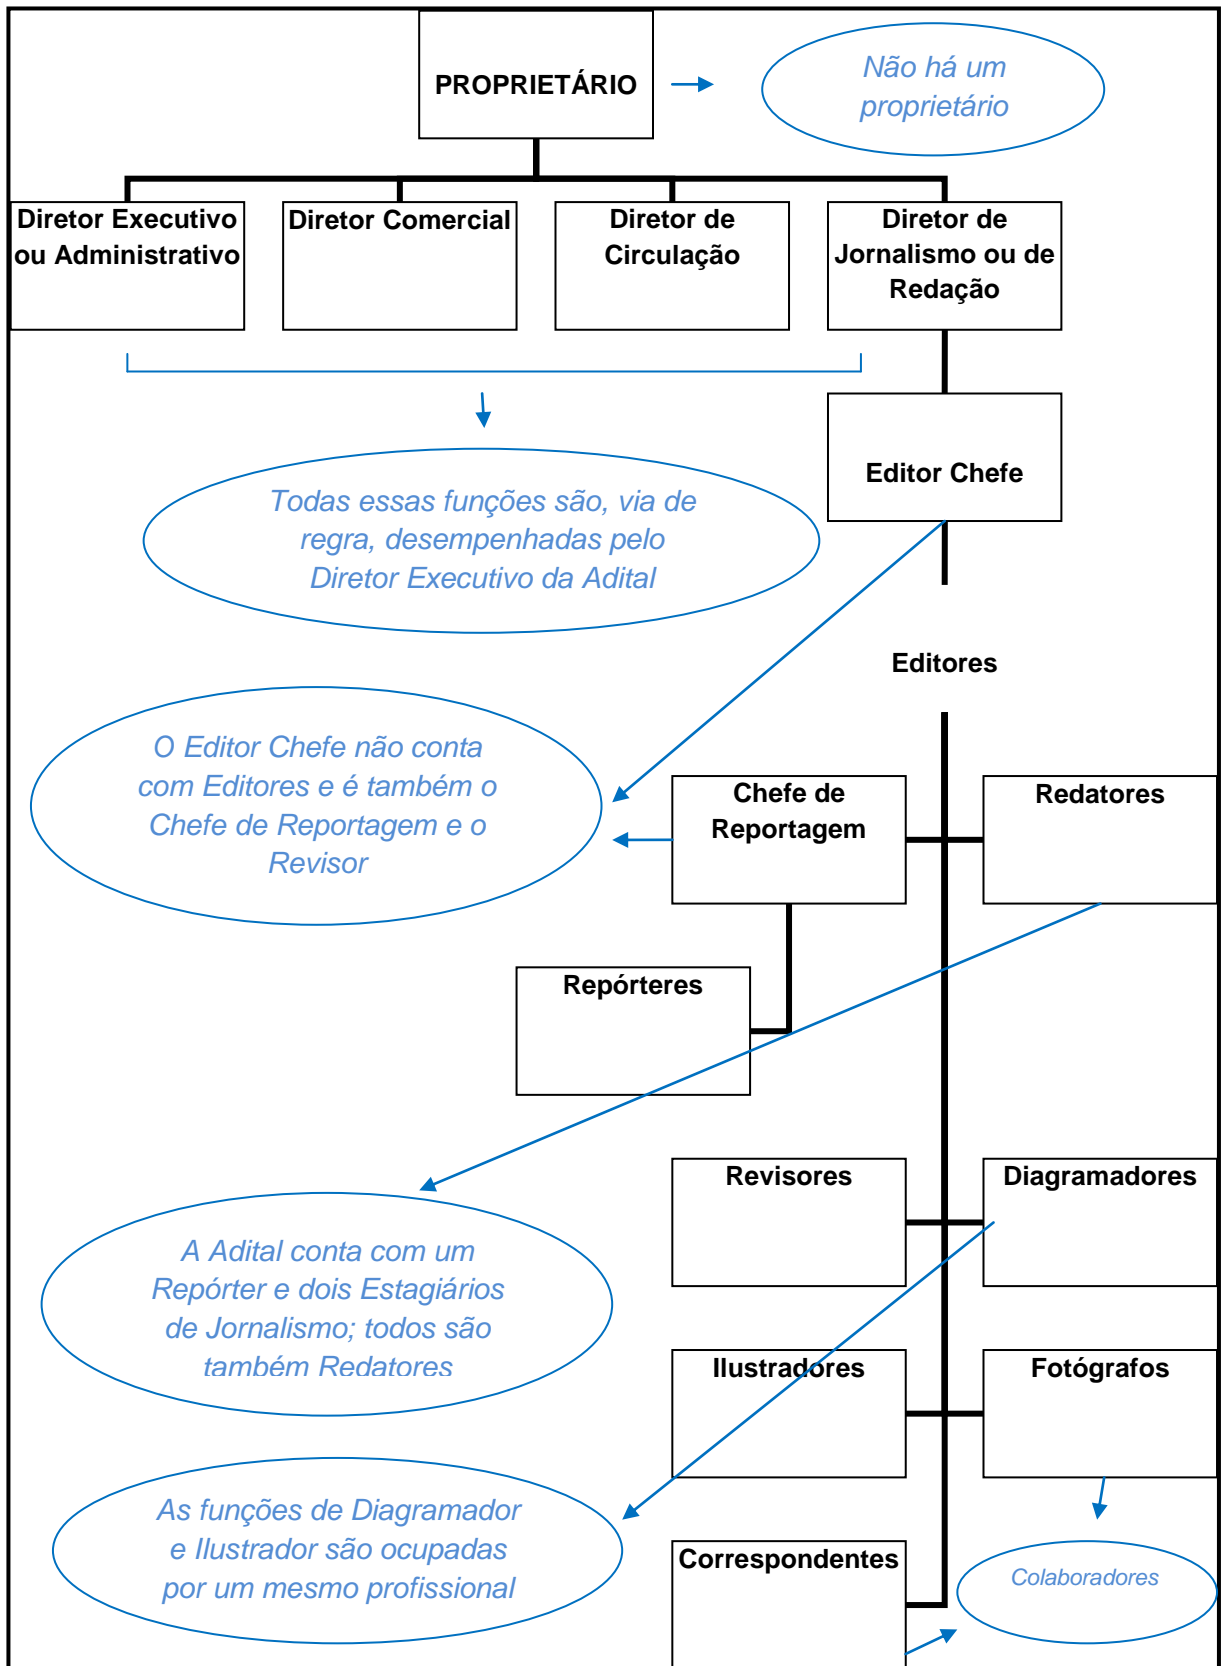 PROPRIETÁRIO
Não há um
proprietário
Diretor Executivo
ou Administrativo
Diretor Comercial
Diretor de
Circulação
Diretor de
Jornalismo ou de
Redação
Editor Chefe
Todas essas funções são, via de
regra, desempenhadas pelo
Diretor Executivo da Adital
Editores
O Editor Chefe não conta
com Editores e é também o
Chefe de Reportagem e o
Revisor
Chefe de
Reportagem
Redatores
Repórteres
Revisores
Diagramadores
A Adital conta com um
Repórter e dois Estagiários
de Jornalismo; todos são
também Redatores
Ilustradores
Fotógrafos
As funções de Diagramador
e Ilustrador são ocupadas
por um mesmo profissional
Correspondentes
Colaboradores